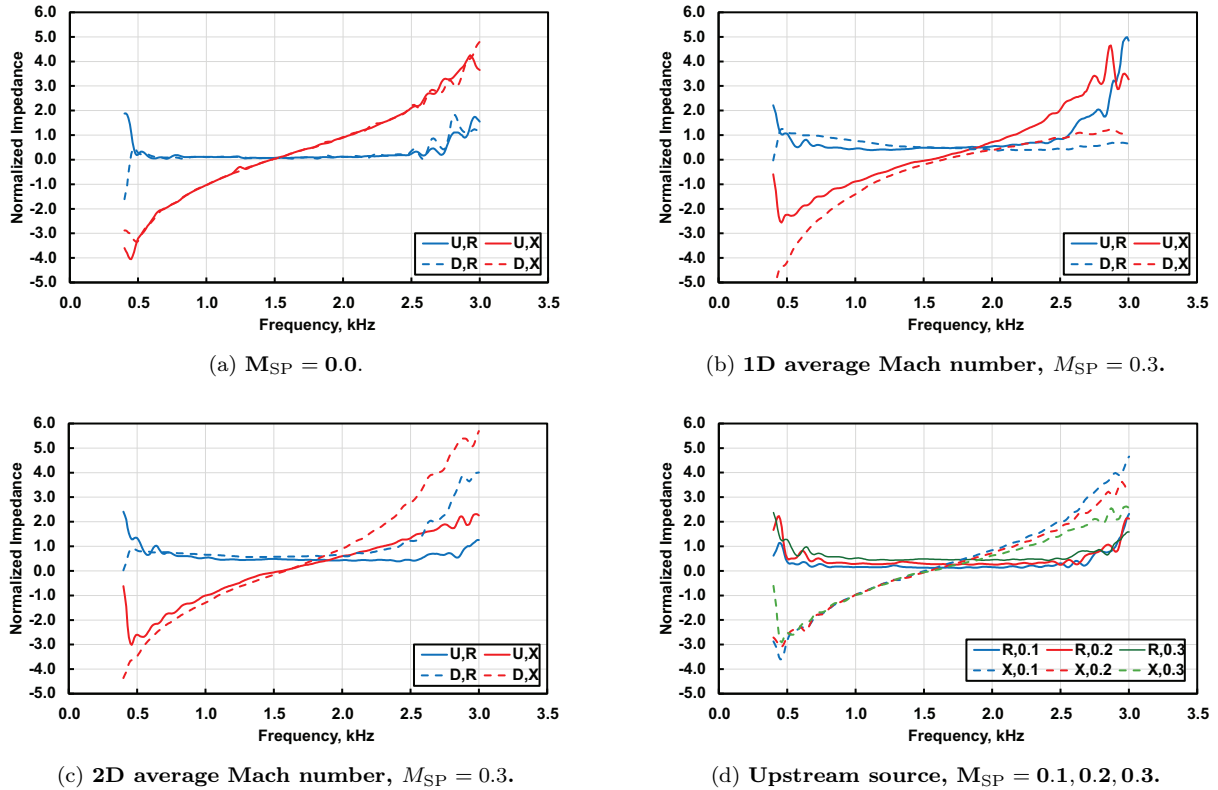 6.0
5.0
4.0
3.0
2.0
1.0
0.0
-1.0
-2.0
-3.0
-4.0
-5.0
Normalized Impedance
U,R U,X
D,R D,X
0.0 0.5 1.0 1.5 2.0 2.5 3.0 3.5
Frequency, kHz
(a) M_SP = 0.0.
6.0
5.0
4.0
3.0
2.0
1.0
0.0
-1.0
-2.0
-3.0
-4.0
-5.0
Normalized Impedance
U,R U,X
D,R D,X
0.0 0.5 1.0 1.5 2.0 2.5 3.0 3.5
Frequency, kHz
(b) 1D average Mach number, M_SP = 0.3.
6.0
5.0
4.0
3.0
2.0
1.0
0.0
-1.0
-2.0
-3.0
-4.0
-5.0
Normalized Impedance
U,R U,X
D,R D,X
0.0 0.5 1.0 1.5 2.0 2.5 3.0 3.5
Frequency, kHz
(c) 2D average Mach number, M_SP = 0.3.
6.0
5.0
4.0
3.0
2.0
1.0
0.0
-1.0
-2.0
-3.0
-4.0
-5.0
Normalized Impedance
R,0.1 R,0.2 R,0.3
X,0.1 X,0.2 X,0.3
0.0 0.5 1.0 1.5 2.0 2.5 3.0 3.5
Frequency, kHz
(d) Upstream source, M_SP = 0.1, 0.2, 0.3.